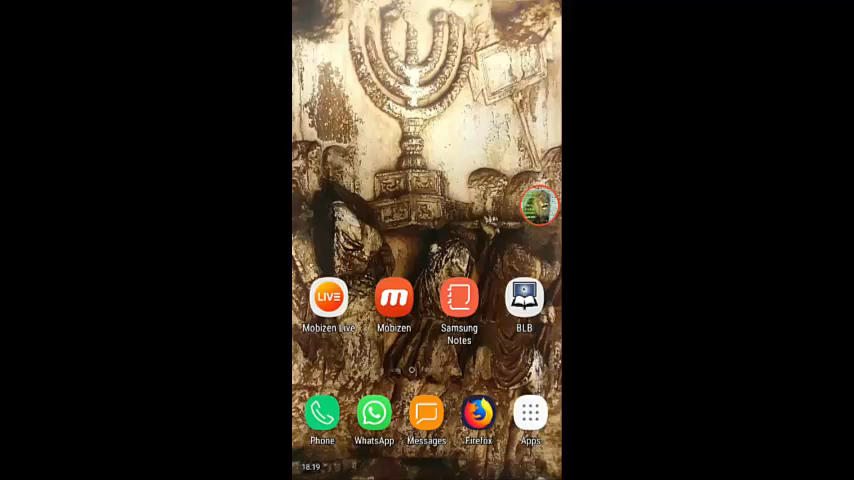 LIVE
Mobizen Live
Mobizen
Samsung
Notes
BLB
Phone
WhatsApp
Messages
Firefox
Apps
18.19